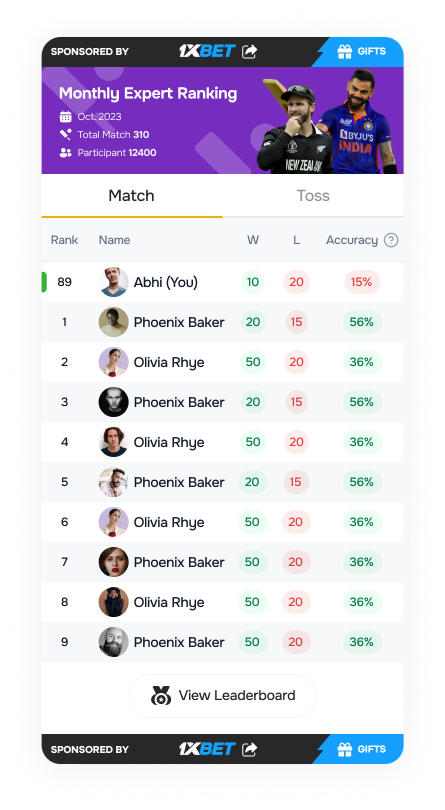 SPONSORED BY 1XBET GIFTS
Monthly Expert Ranking
Oct. 2023
Total Match 310
Participant 12400
BYJU'S
INDIA
NEW ZEALAN
Match Toss
Rank Name W L Accuracy ?
89 Abhi (You) 10 20 15%
1 Phoenix Baker 20 15 56%
2 Olivia Rhye 50 20 36%
3 Phoenix Baker 20 15 56%
4 Olivia Rhye 50 20 36%
5 Phoenix Baker 20 15 56%
6 Olivia Rhye 50 20 36%
7 Phoenix Baker 50 20 36%
8 Olivia Rhye 50 20 36%
9 Phoenix Baker 50 20 36%
View Leaderboard
SPONSORED BY 1XBET GIFTS